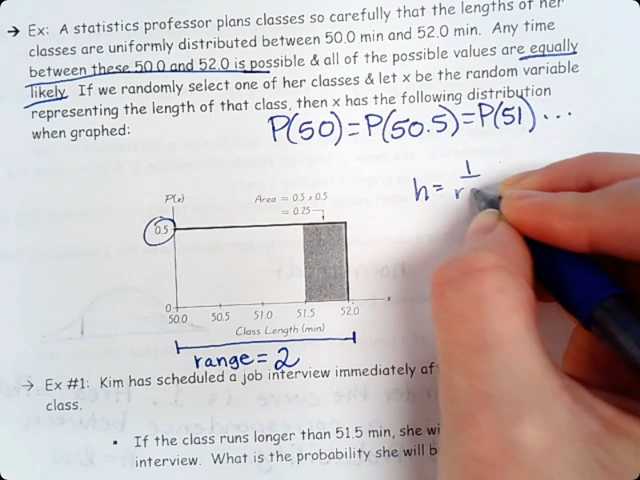 → Ex: A statistics professor plans classes so carefully that the lengths of her
classes are uniformly distributed between 50.0 min and 52.0 min. Any time
between these 50.0 and 52.0 is possible & all of the possible values are equally
likely. If we randomly select one of her classes & let x be the random variable
representing the length of that class, then x has the following distribution
when graphed:
P(50)=P(50.5)=P(51)...
h= 1
r
P(x)
Area = 0.5 x 0.5
= 0.25
0.5
0
50.0 50.5 51.0 51.5 52.0 x
Class Length (min)
range=2
→ Ex #1: Kim has scheduled a job interview immediately
class.
▪ If the class runs longer than 51.5 min, she
interview. What is the probability she will